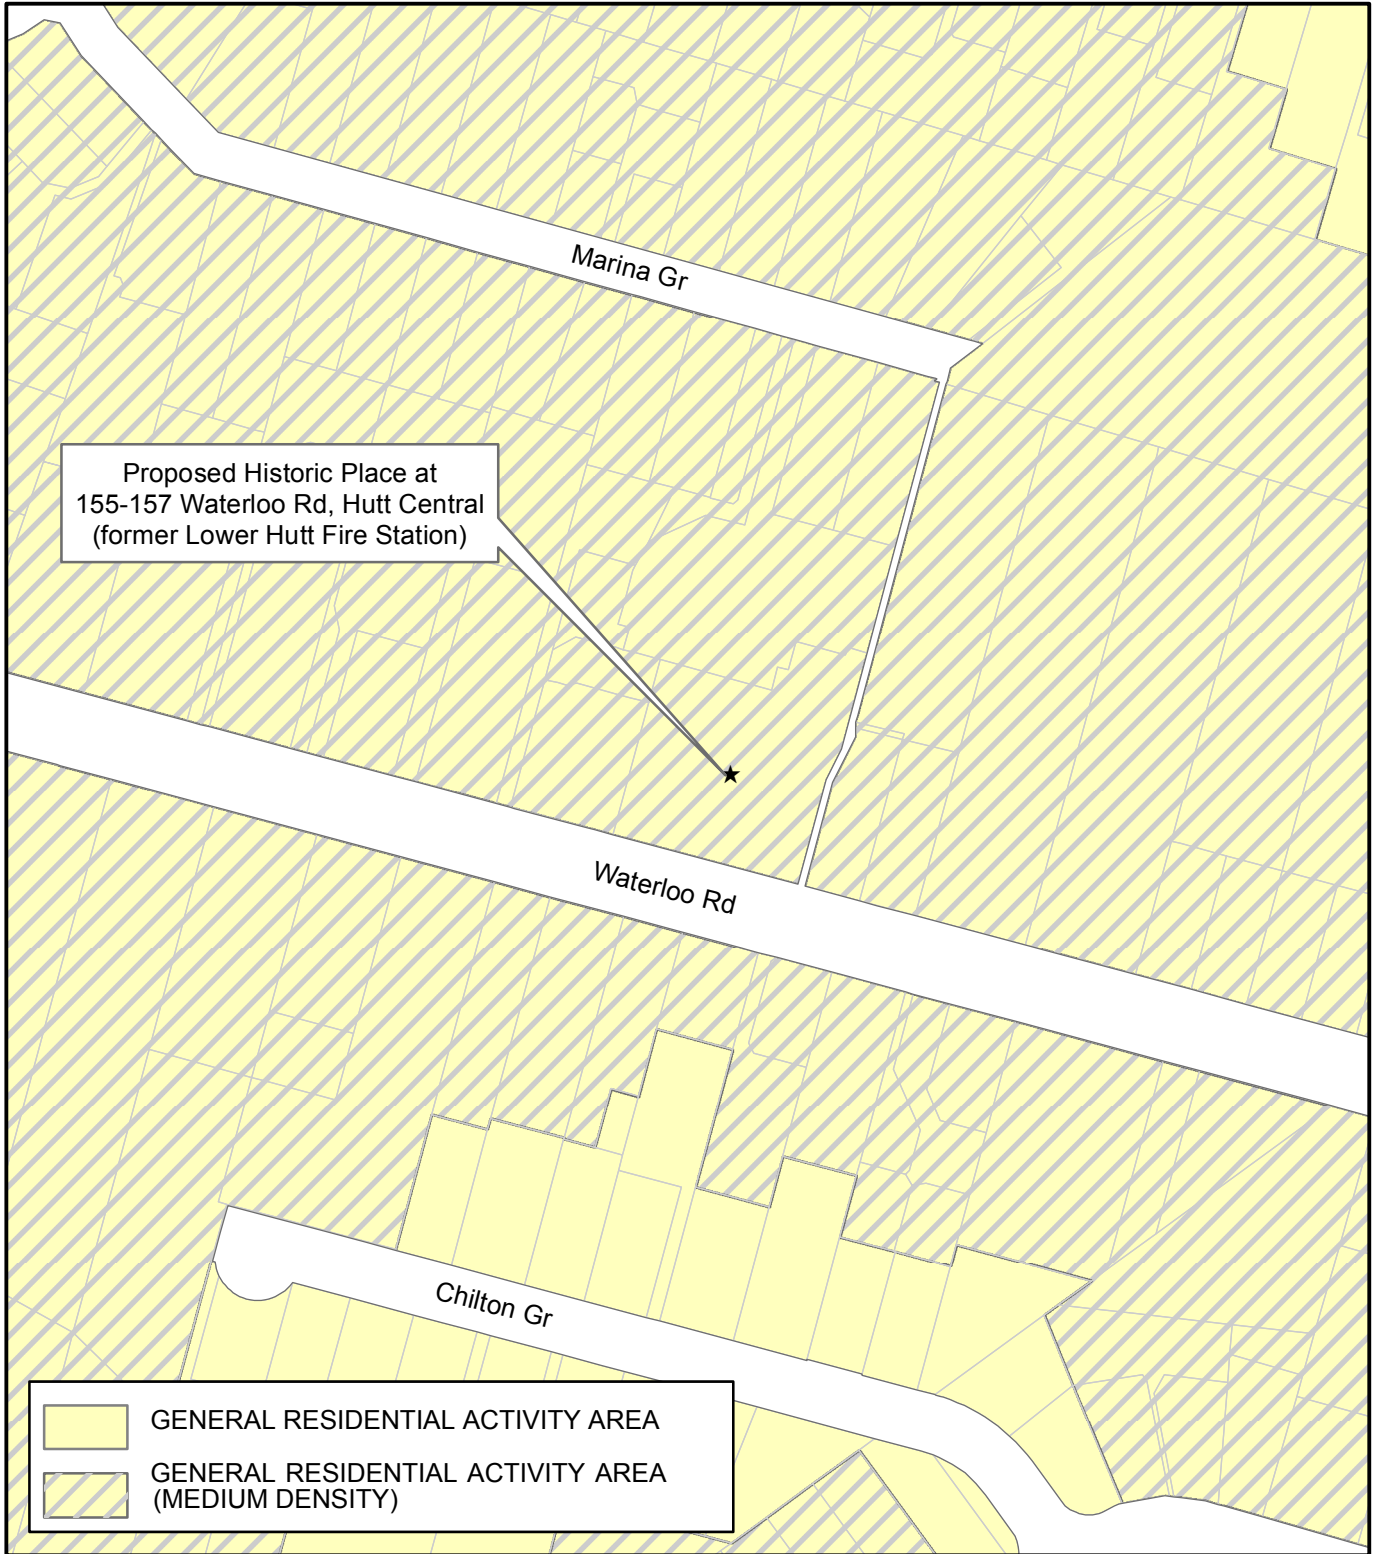 Marina Gr
Proposed Historic Place at
155-157 Waterloo Rd, Hutt Central
(former Lower Hutt Fire Station)
Waterloo Rd
Chilton Gr
GENERAL RESIDENTIAL ACTIVITY AREA
GENERAL RESIDENTIAL ACTIVITY AREA
(MEDIUM DENSITY)